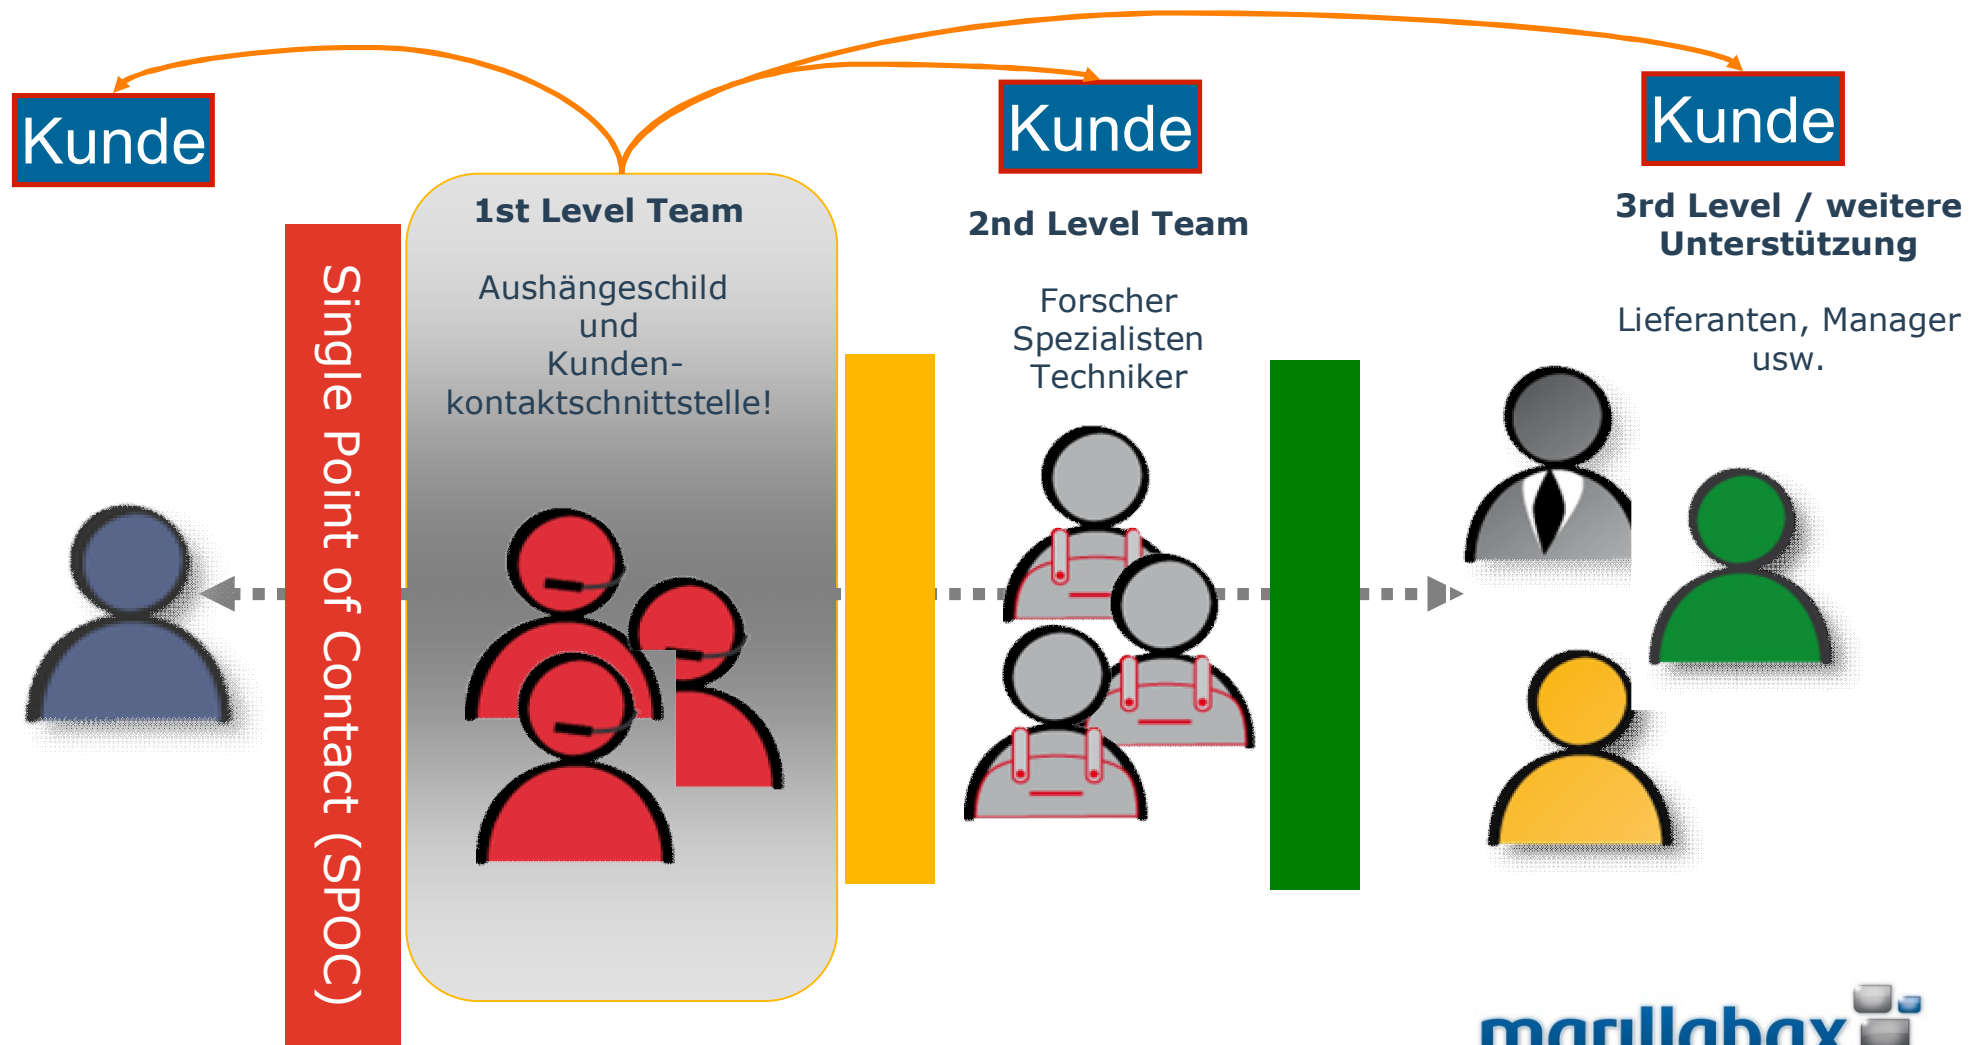 Kunde
Kunde
Kunde
Single Point of Contact (SPOC)
1st Level Team
Aushängeschild
und
Kunden-
kontaktschnittstelle!
2nd Level Team
Forscher
Spezialisten
Techniker
3rd Level / weitere
Unterstützung
Lieferanten, Manager
usw.
marillabax